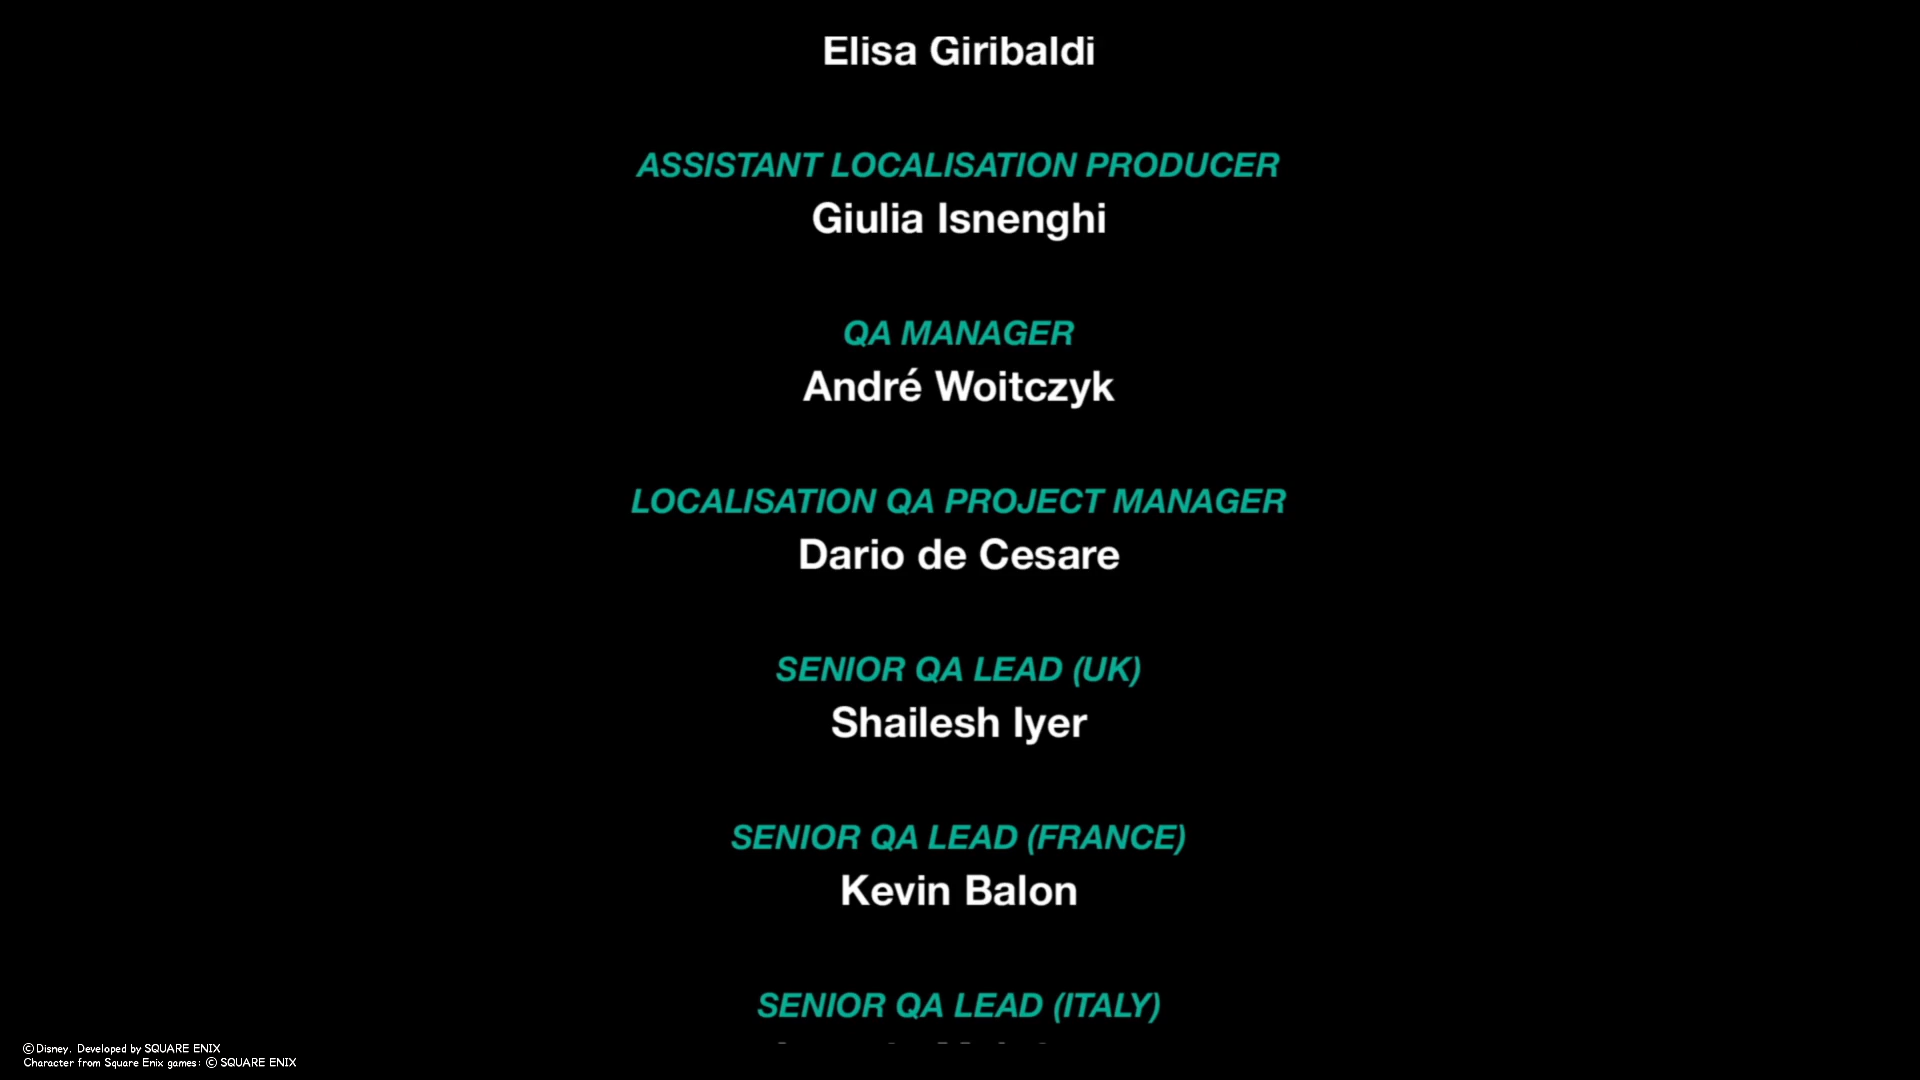 Elisa Giribaldi
ASSISTANT LOCALISATION PRODUCER
Giulia Isnenghi
QA MANAGER
André Woitczyk
LOCALISATION QA PROJECT MANAGER
Dario de Cesare
SENIOR QA LEAD (UK)
Shailesh Iyer
SENIOR QA LEAD (FRANCE)
Kevin Balon
SENIOR QA LEAD (ITALY)
©Disney. Developed by SQUARE ENIX
Character from Square Enix games: © SQUARE ENIX